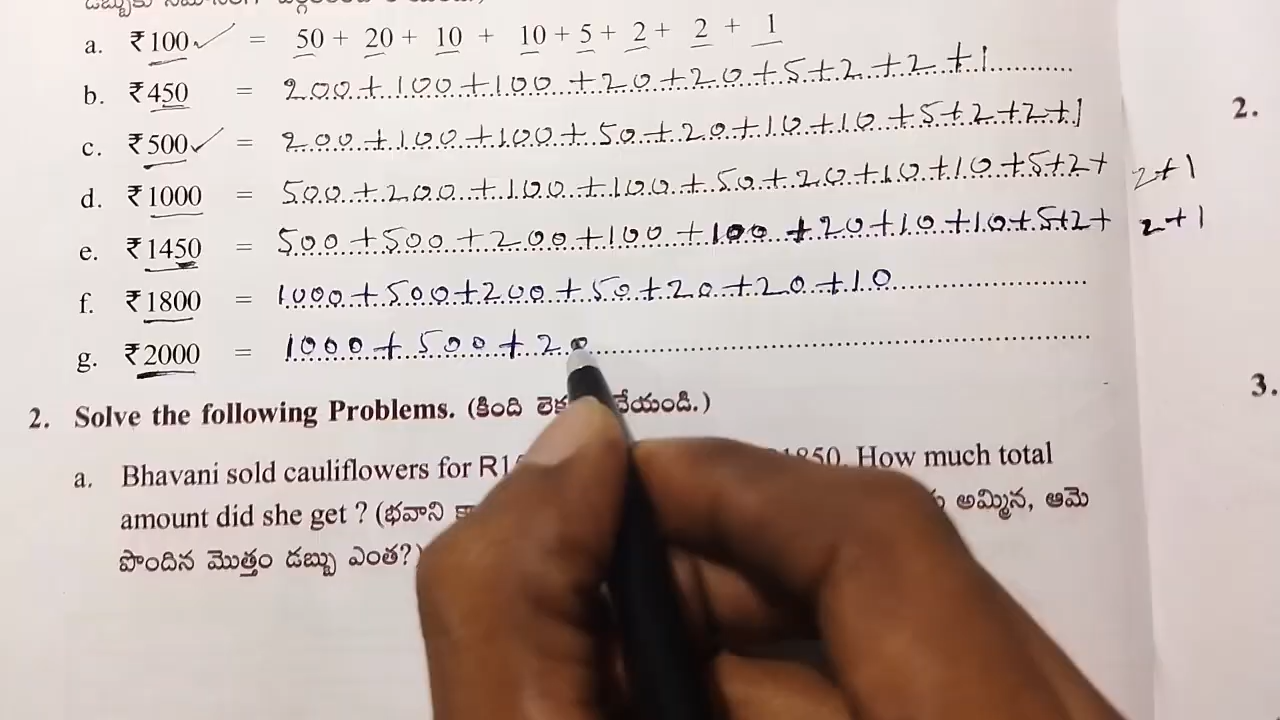 a. ₹100 ✓ = 50 + 20 + 10 + 10 + 5 + 2 + 2 + 1
b. ₹450 = 200+100+100+20+20+5+2+2+1
c. ₹500 ✓ = 200+100+100+50+20+10+10+5+2+2+1
d. ₹1000 = 500+200+100+100+50+20+10+10+5+2+ 2+1
e. ₹1450 = 500+500+200+100+100+20+10+10+5+2+ 2+1
f. ₹1800 = 1000+500+200+50+20+20+10
g. ₹2000 = 1000+500+20
2. Solve the following Problems. (కింది చేయండి.)
a. Bhavani sold cauliflowers for 1850. How much total
amount did she get ? (భవాని అమ్మిన, ఆమె
పొందిన మొత్తం డబ్బు ఎంత?)
2.
3.